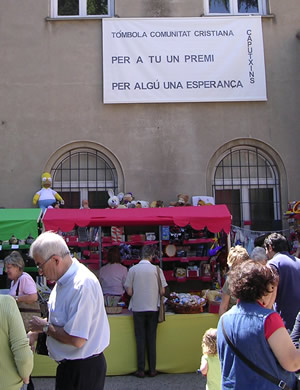 TÓMBOLA COMUNITAT CRISTIANA
PER A TU UN PREMI
PER ALGÚ UNA ESPERANÇA
CAPUTXINS